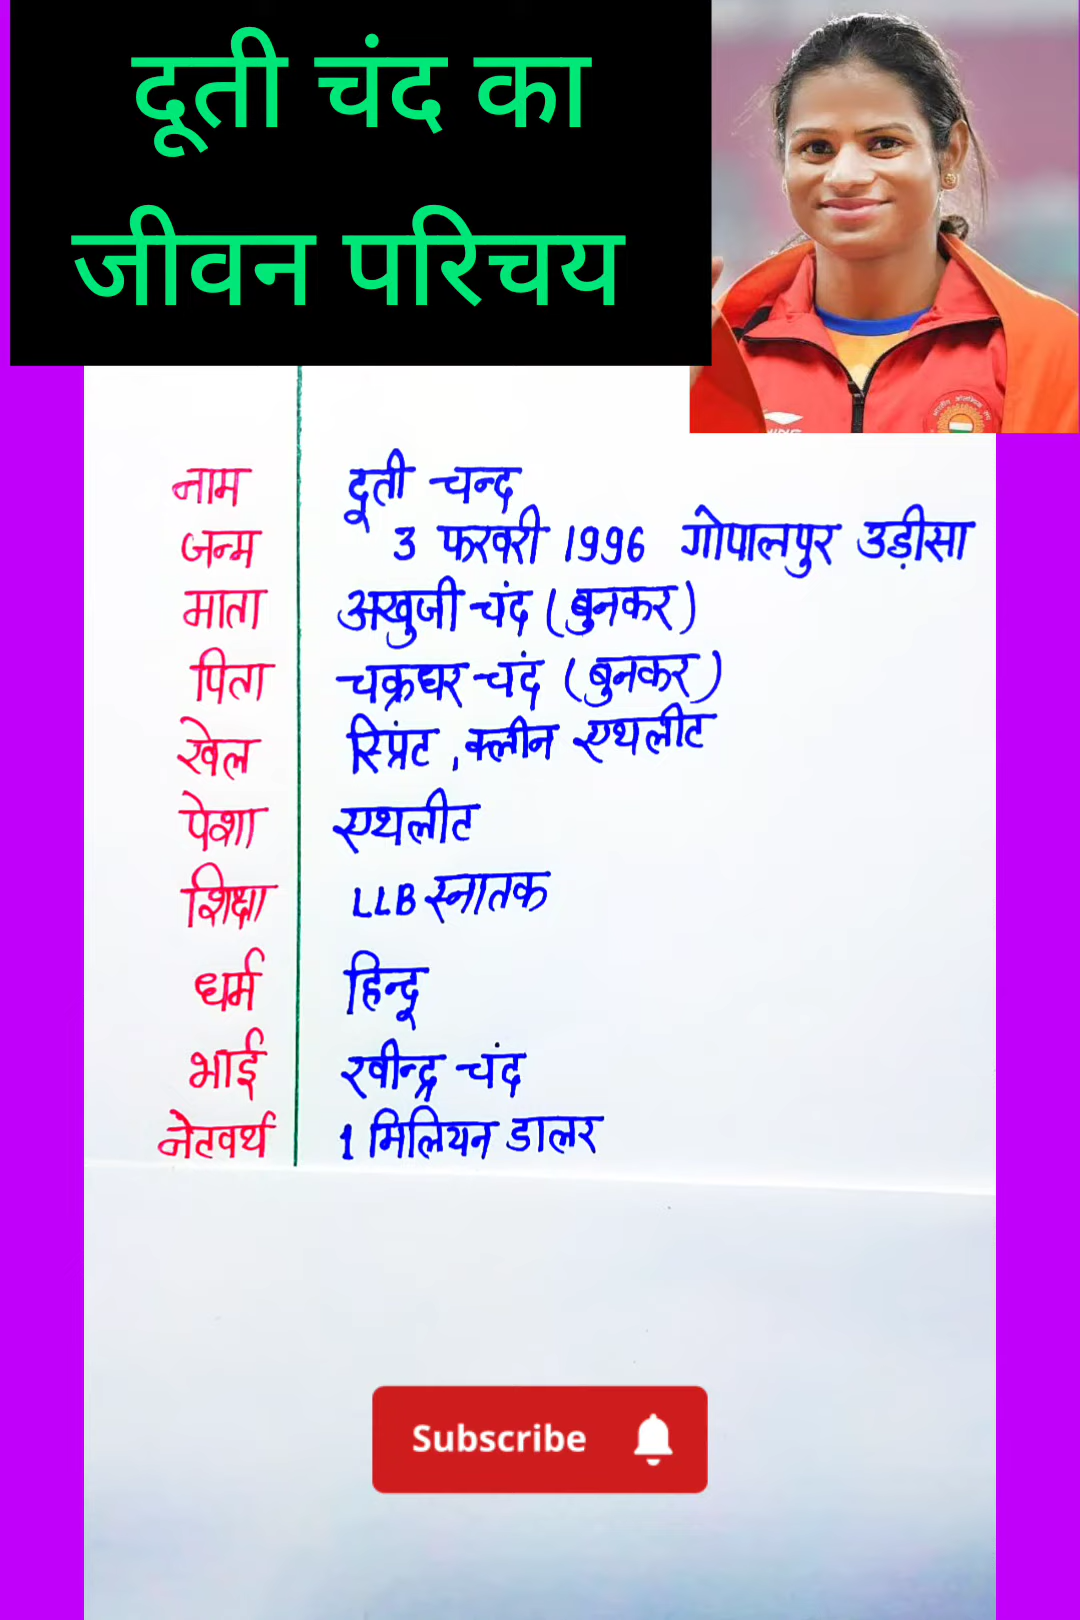 दूती चंद का
जीवन परिचय
नाम दूती चन्द
जन्म 3 फरवरी 1996 गोपालपुर उड़ीसा
माता अखुजी चंद (बुनकर)
पिता चक्रधर चंद (बुनकर)
खेल स्प्रिंट, क्लीन एथलीट
पेशा एथलीट
शिक्षा LLB स्नातक
धर्म हिन्दू
भाई रवीन्द्र चंद
नेटवर्थ 1 मिलियन डालर
Subscribe